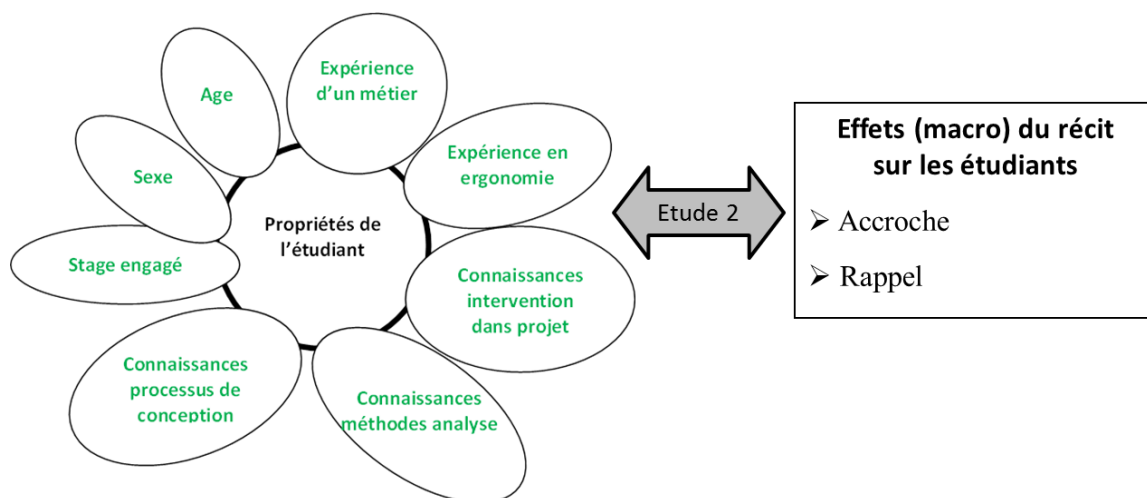 Age
Expérience
d'un métier
Expérience en
ergonomie
Sexe
Propriétés de
l'étudiant
Stage engagé
Connaissances
intervention
dans projet
Connaissances
processus de
conception
Connaissances
méthodes analyse
Etude 2
Effets (macro) du récit
sur les étudiants
➢ Accroche
➢ Rappel